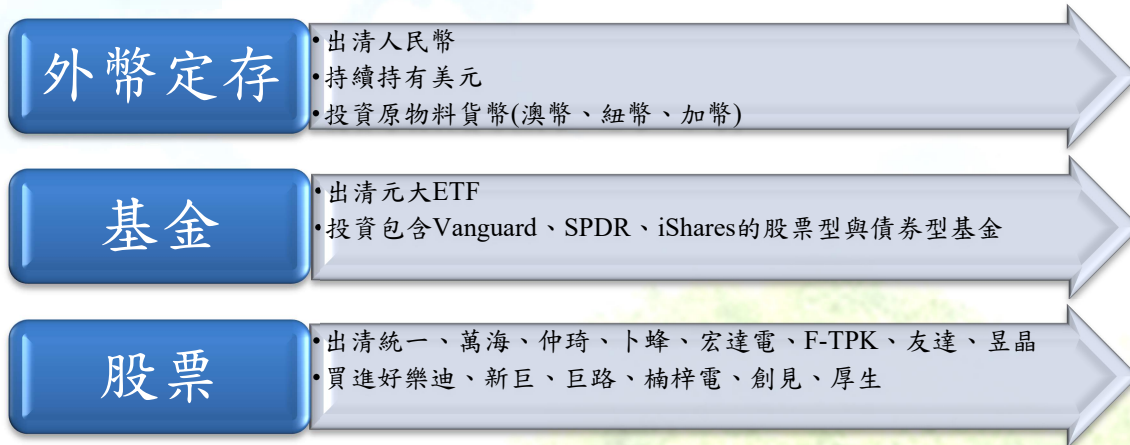 外幣定存
•出清人民幣
•持續持有美元
•投資原物料貨幣(澳幣、紐幣、加幣)
基金
•出清元大ETF
•投資包含Vanguard、SPDR、iShares的股票型與債券型基金
股票
•出清統一、萬海、仲琦、卜蜂、宏達電、F-TPK、友達、昱晶
•買進好樂迪、新巨、巨路、楠梓電、創見、厚生